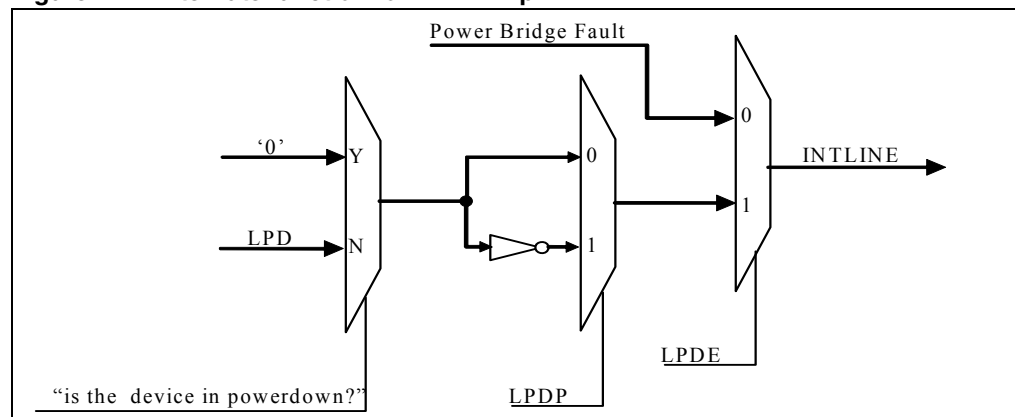 Power Bridge Fault
0
‘0’
Y
0
INTLINE
1
LPD
N
1
LPDE
“is the device in powerdown?”
LPDP